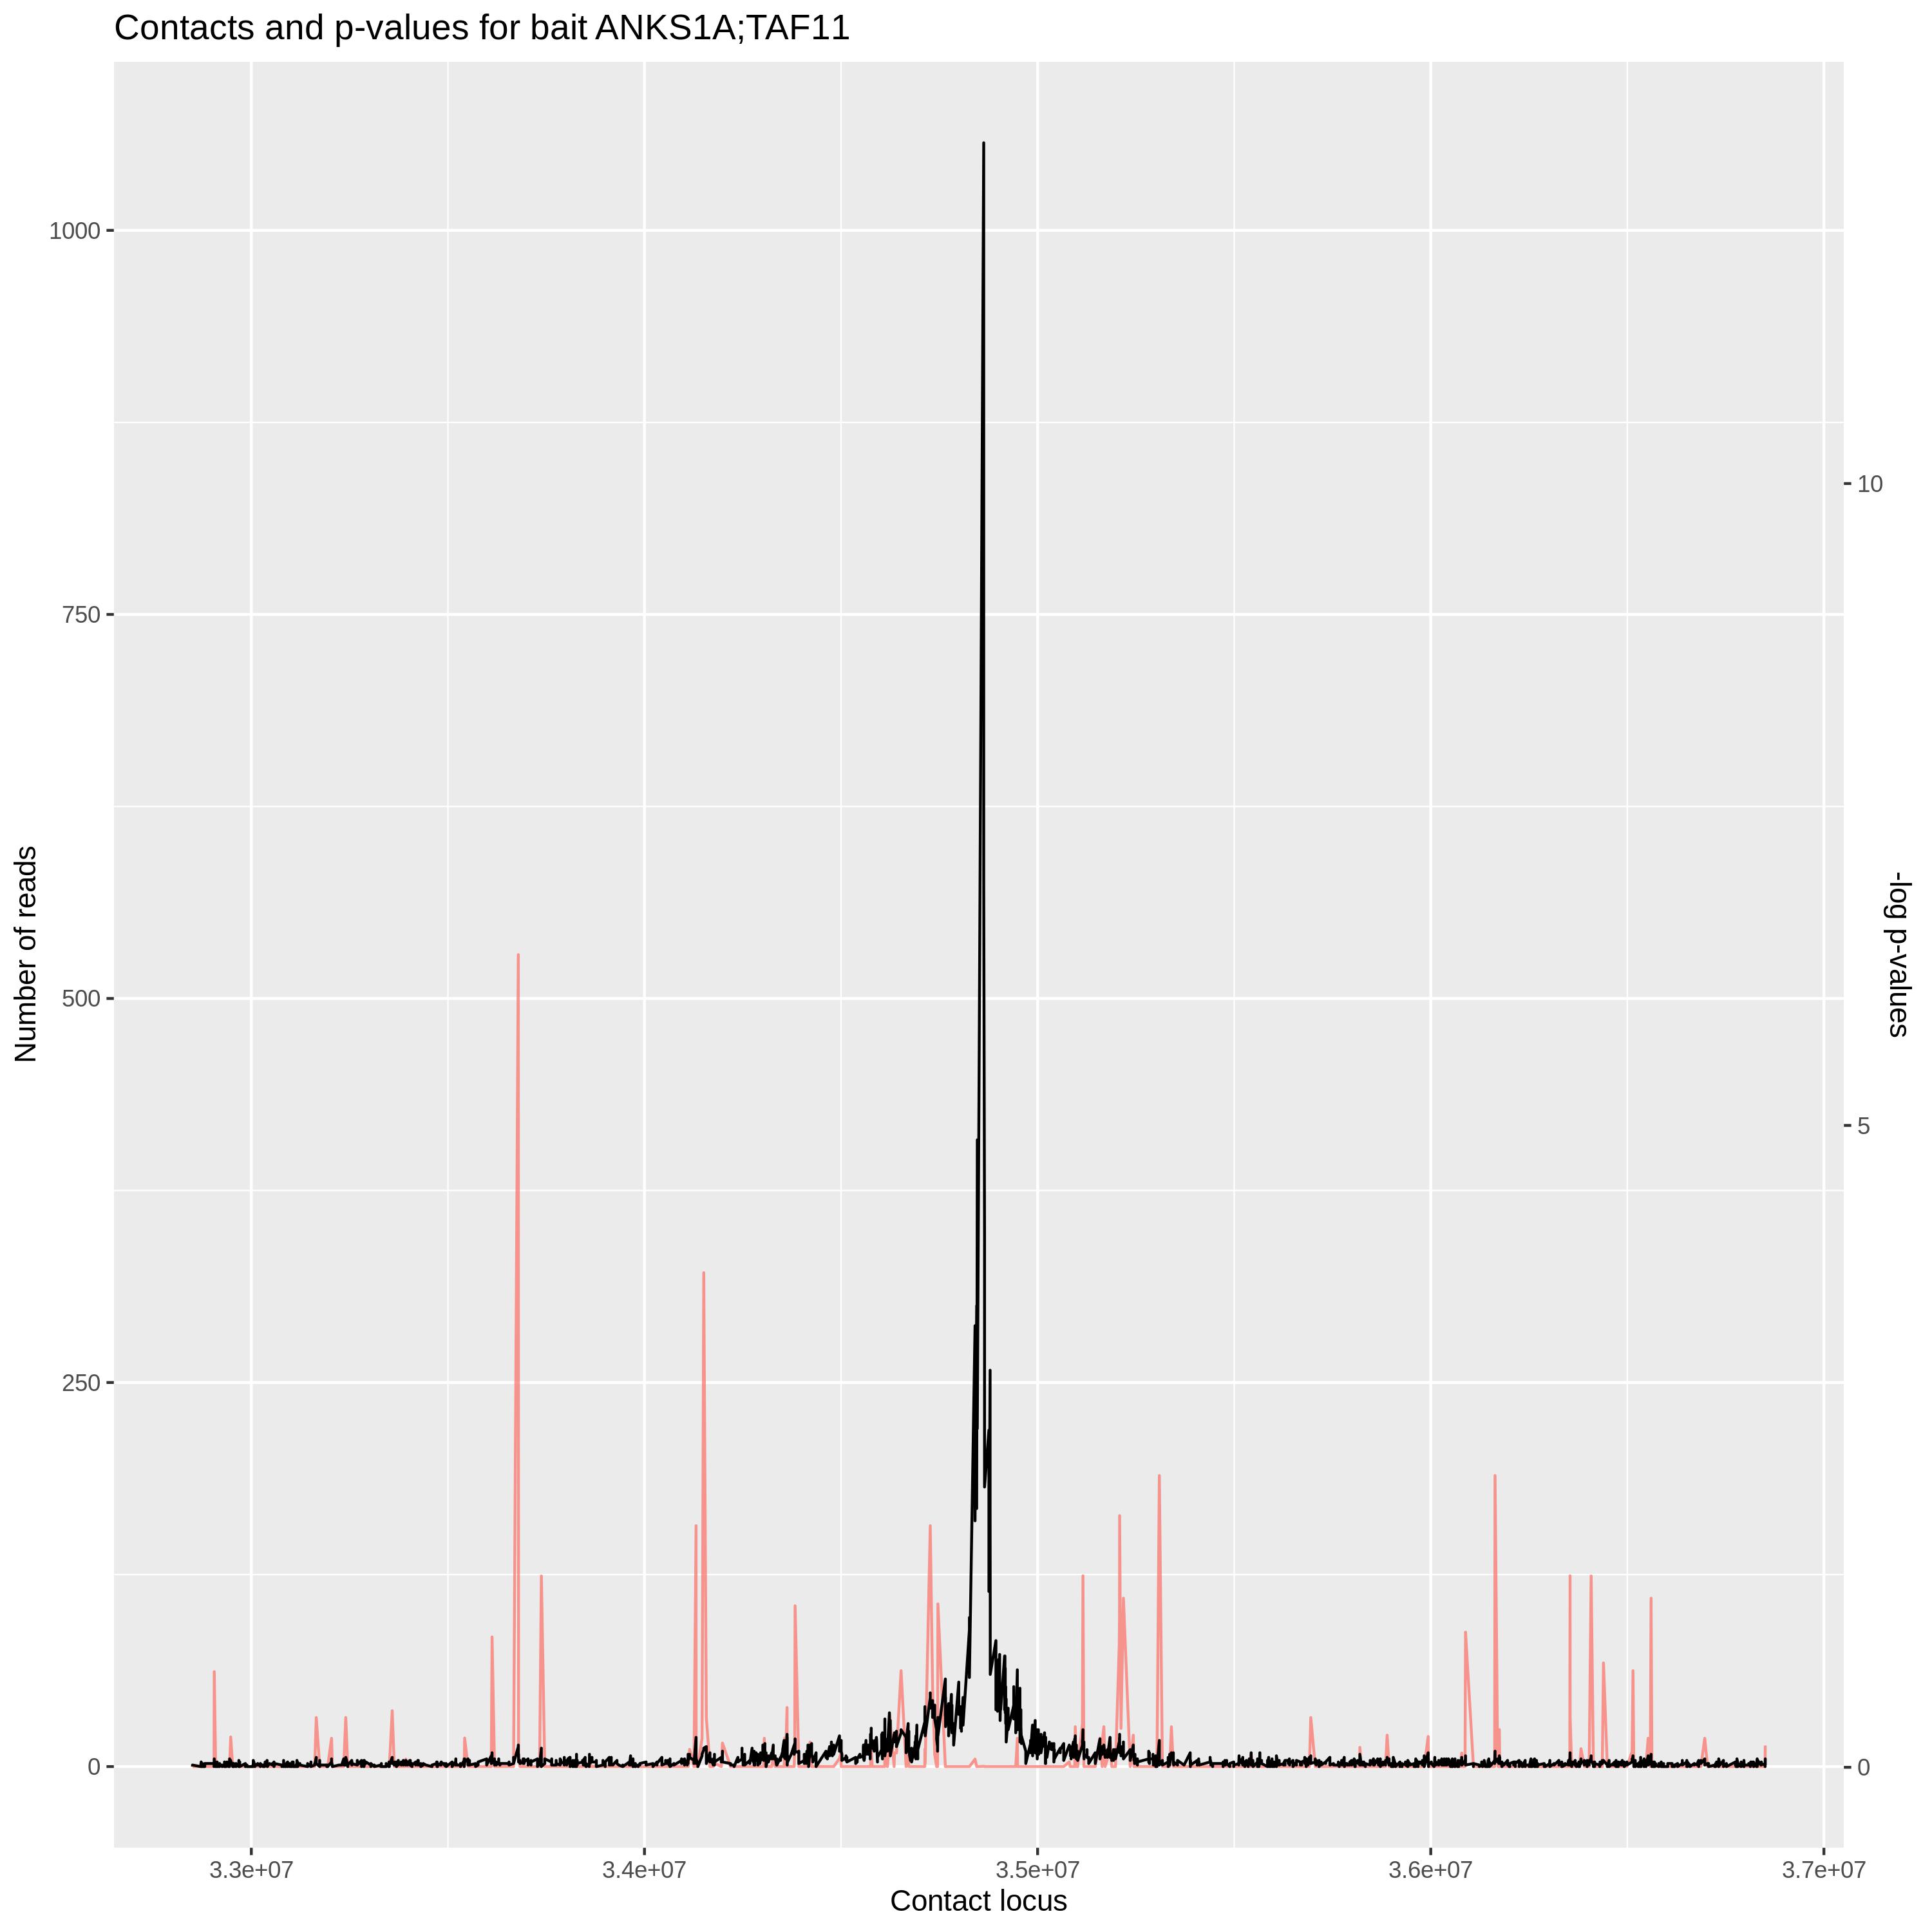 Contacts and p-values for bait ANKS1A;TAF11
Number of reads
1000
750
500
250
0
10
5
0
-log p-values
3.3e+07
3.4e+07
3.5e+07
3.6e+07
3.7e+07
Contact locus